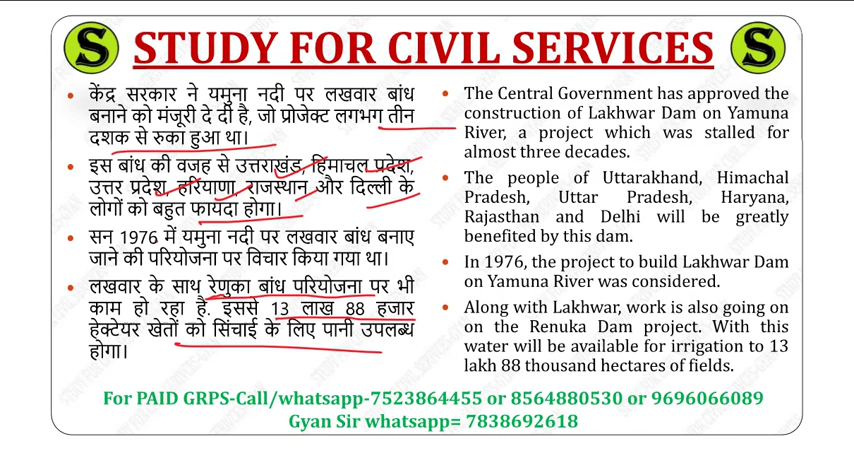 S STUDY FOR CIVIL SERVICES S
• केंद्र सरकार ने यमुना नदी पर लखवार बांध
बनाने को मंजूरी दे दी है, जो प्रोजेक्ट लगभग तीन
दशक से रुका हुआ था।
• इस बांध की वजह से उत्तराखंड, हिमाचल प्रदेश,
उत्तर प्रदेश, हरियाणा, राजस्थान और दिल्ली के
लोगों को बहुत फायदा होगा।
• सन 1976 में यमुना नदी पर लखवार बांध बनाए
जाने की परियोजना पर विचार किया गया था।
• लखवार के साथ रेणुका बांध परियोजना पर भी
काम हो रहा है. इससे 13 लाख 88 हजार
हेक्टेयर खेतों को सिंचाई के लिए पानी उपलब्ध
होगा।
• The Central Government has approved the
construction of Lakhwar Dam on Yamuna
River, a project which was stalled for
almost three decades.
• The people of Uttarakhand, Himachal
Pradesh, Uttar Pradesh, Haryana,
Rajasthan and Delhi will be greatly
benefited by this dam.
• In 1976, the project to build Lakhwar Dam
on Yamuna River was considered.
• Along with Lakhwar, work is also going on
on the Renuka Dam project. With this
water will be available for irrigation to 13
lakh 88 thousand hectares of fields.
For PAID GRPS-Call/whatsapp-7523864455 or 8564880530 or 9696066089
Gyan Sir whatsapp= 7838692618